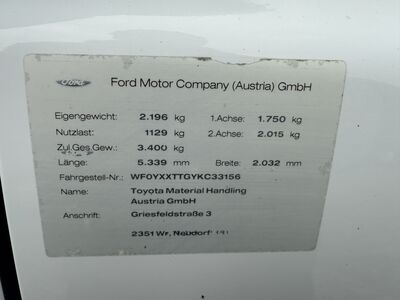 Ford Ford Motor Company (Austria) GmbH
Eigengewicht: 2.196 kg 1.Achse: 1.750 kg
Nutzlast: 1129 kg 2.Achse: 2.015 kg
Zul.Ges.Gew.: 3.400 kg
Länge: 5.339 mm Breite: 2.032 mm
Fahrgestell-Nr.: WF0YXXTTGYKC33156
Name: Toyota Material Handling
Austria GmbH
Anschrift: Griesfeldstraße 3
2351 Wr. Neudorf